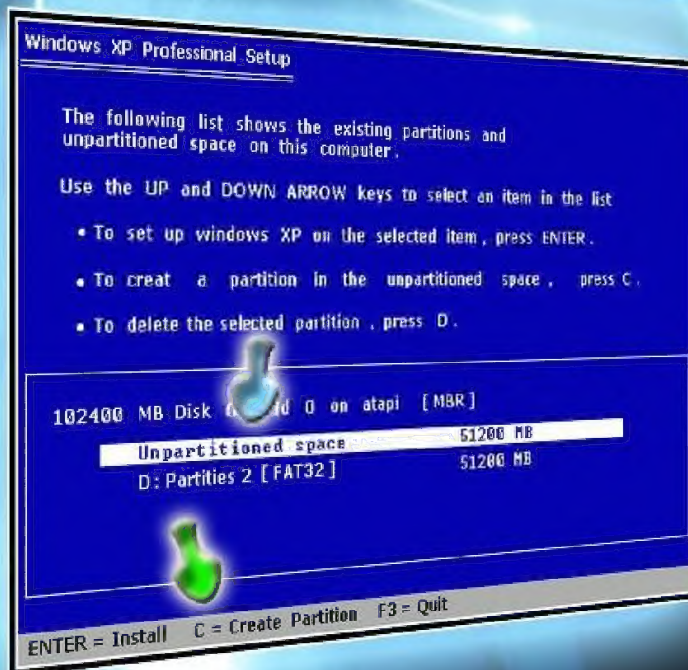 Windows XP Professional Setup
The following list shows the existing partitions and
unpartitioned space on this computer.
Use the UP and DOWN ARROW keys to select an item in the list
• To set up windows XP on the selected item, press ENTER.
• To creat a partition in the unpartitioned space, press C.
• To delete the selected partition, press D.
102400 MB Disk 0 on atapi [MBR]
Unpartitioned space 51200 MB
D: Partities 2 [FAT32] 51200 MB
ENTER = Install C = Create Partition F3 = Quit